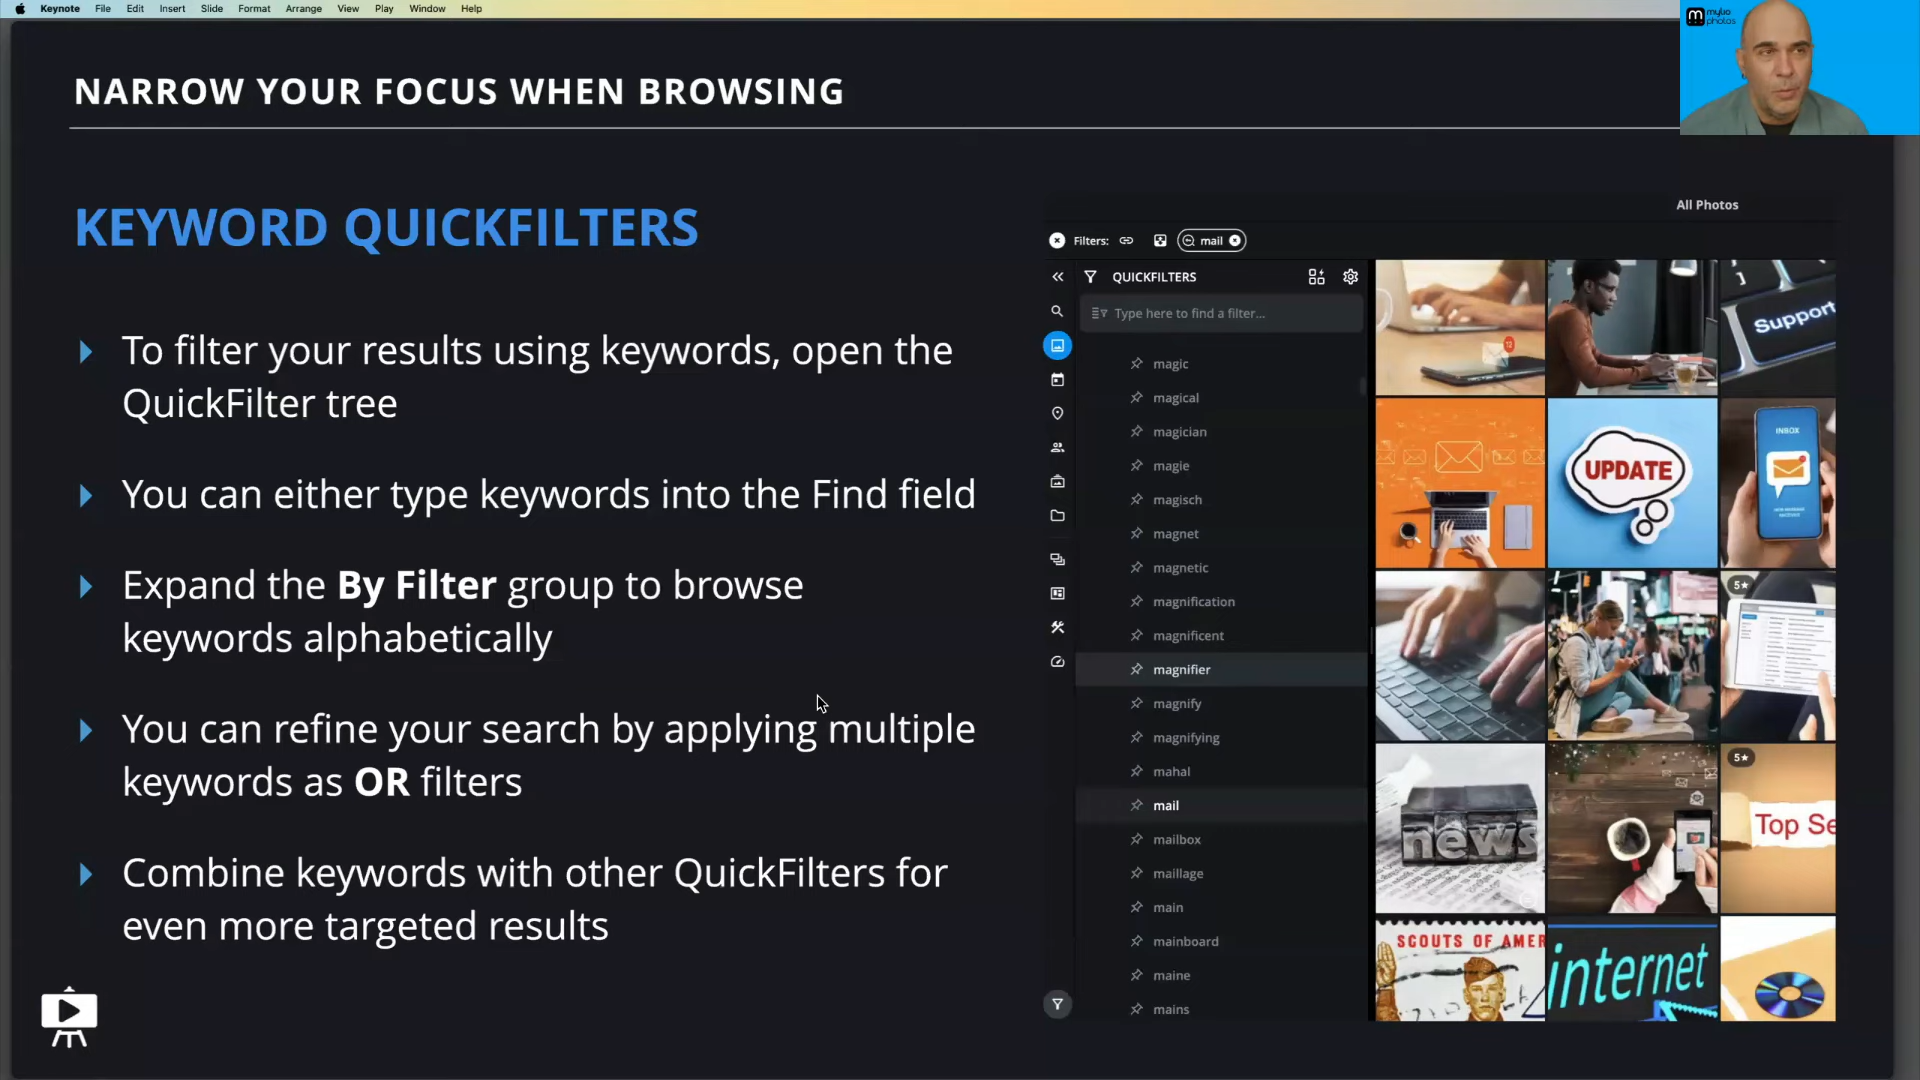 Keynote File Edit Insert Slide Format Arrange View Play Window Help
mylio
photos
NARROW YOUR FOCUS WHEN BROWSING
KEYWORD QUICKFILTERS
To filter your results using keywords, open the
QuickFilter tree
You can either type keywords into the Find field
Expand the By Filter group to browse
keywords alphabetically
You can refine your search by applying multiple
keywords as OR filters
Combine keywords with other QuickFilters for
even more targeted results
All Photos
Filters: mail
QUICKFILTERS
Type here to find a filter...
magic
magical
magician
magie
magisch
magnet
magnetic
magnification
magnificent
magnifier
magnify
magnifying
mahal
mail
mailbox
maillage
main
mainboard
maine
mains
Support
UPDATE
INBOX
5★
news
5★
Top Se
SCOUTS OF AMER
internet